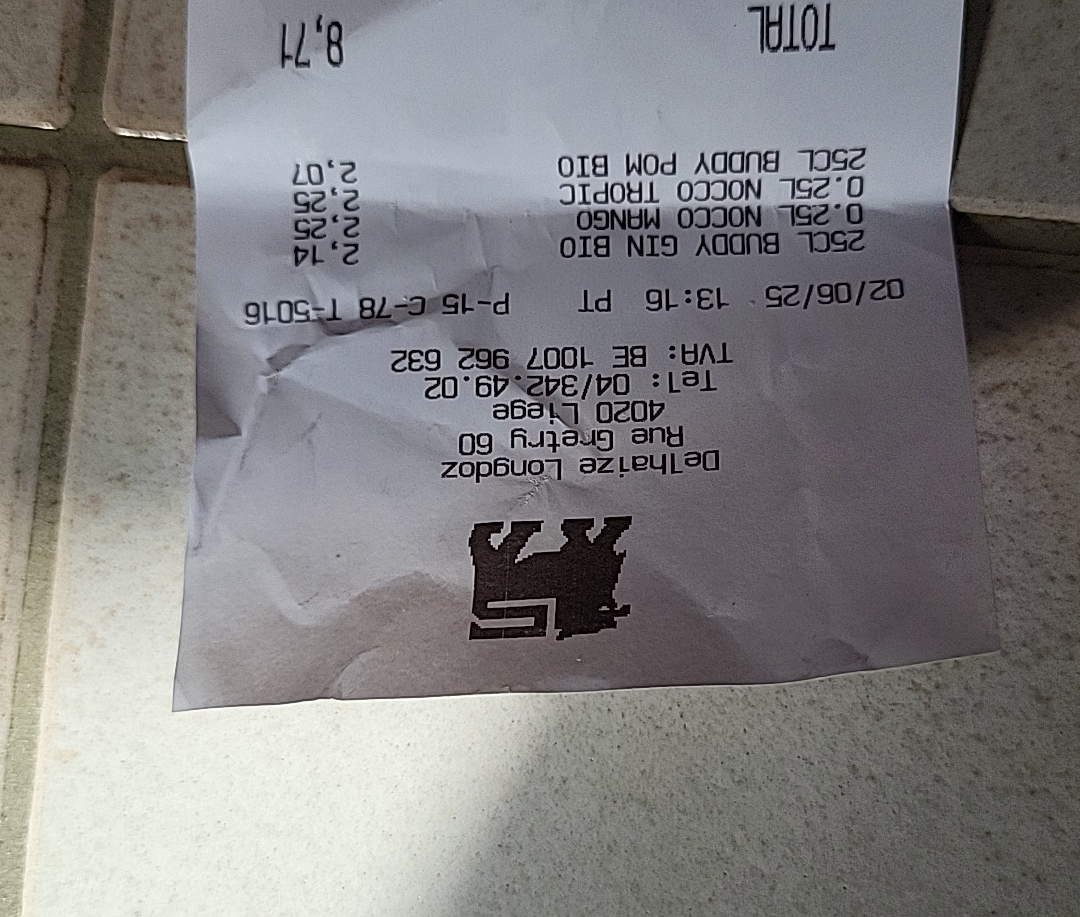 Delhaize Longdoz
Rue Gretry 60
4020 Liege
Tel: 04/342.49.02
TVA: BE 1007 962 632
02/06/25 13:16 PT P-15 C-78 T-5016
25CL BUDDY GIN BIO 2,14
0.25L NOCCO MANGO 2,25
0.25L NOCCO TROPIC 2,25
25CL BUDDY POM BIO 2,07
TOTAL 8,71